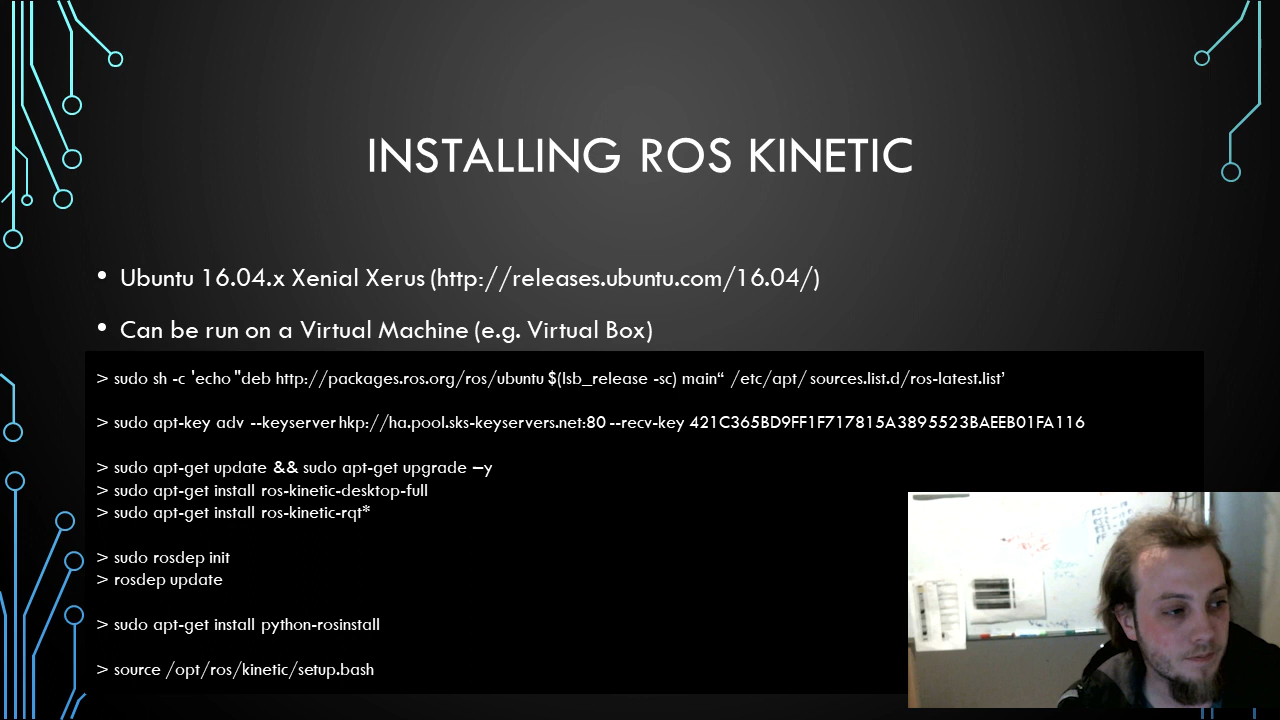 INSTALLING ROS KINETIC
• Ubuntu 16.04.x Xenial Xerus (http://releases.ubuntu.com/16.04/)
• Can be run on a Virtual Machine (e.g. Virtual Box)
> sudo sh -c 'echo "deb http://packages.ros.org/ros/ubuntu $(lsb_release -sc) main“ /etc/apt/ sources.list.d/ros-latest.list’
> sudo apt-key adv --keyserver hkp://ha.pool.sks-keyservers.net:80 --recv-key 421C365BD9FF1F717815A3895523BAEEB01FA116
> sudo apt-get update && sudo apt-get upgrade –y
> sudo apt-get install ros-kinetic-desktop-full
> sudo apt-get install ros-kinetic-rqt*
> sudo rosdep init
> rosdep update
> sudo apt-get install python-rosinstall
> source /opt/ros/kinetic/setup.bash